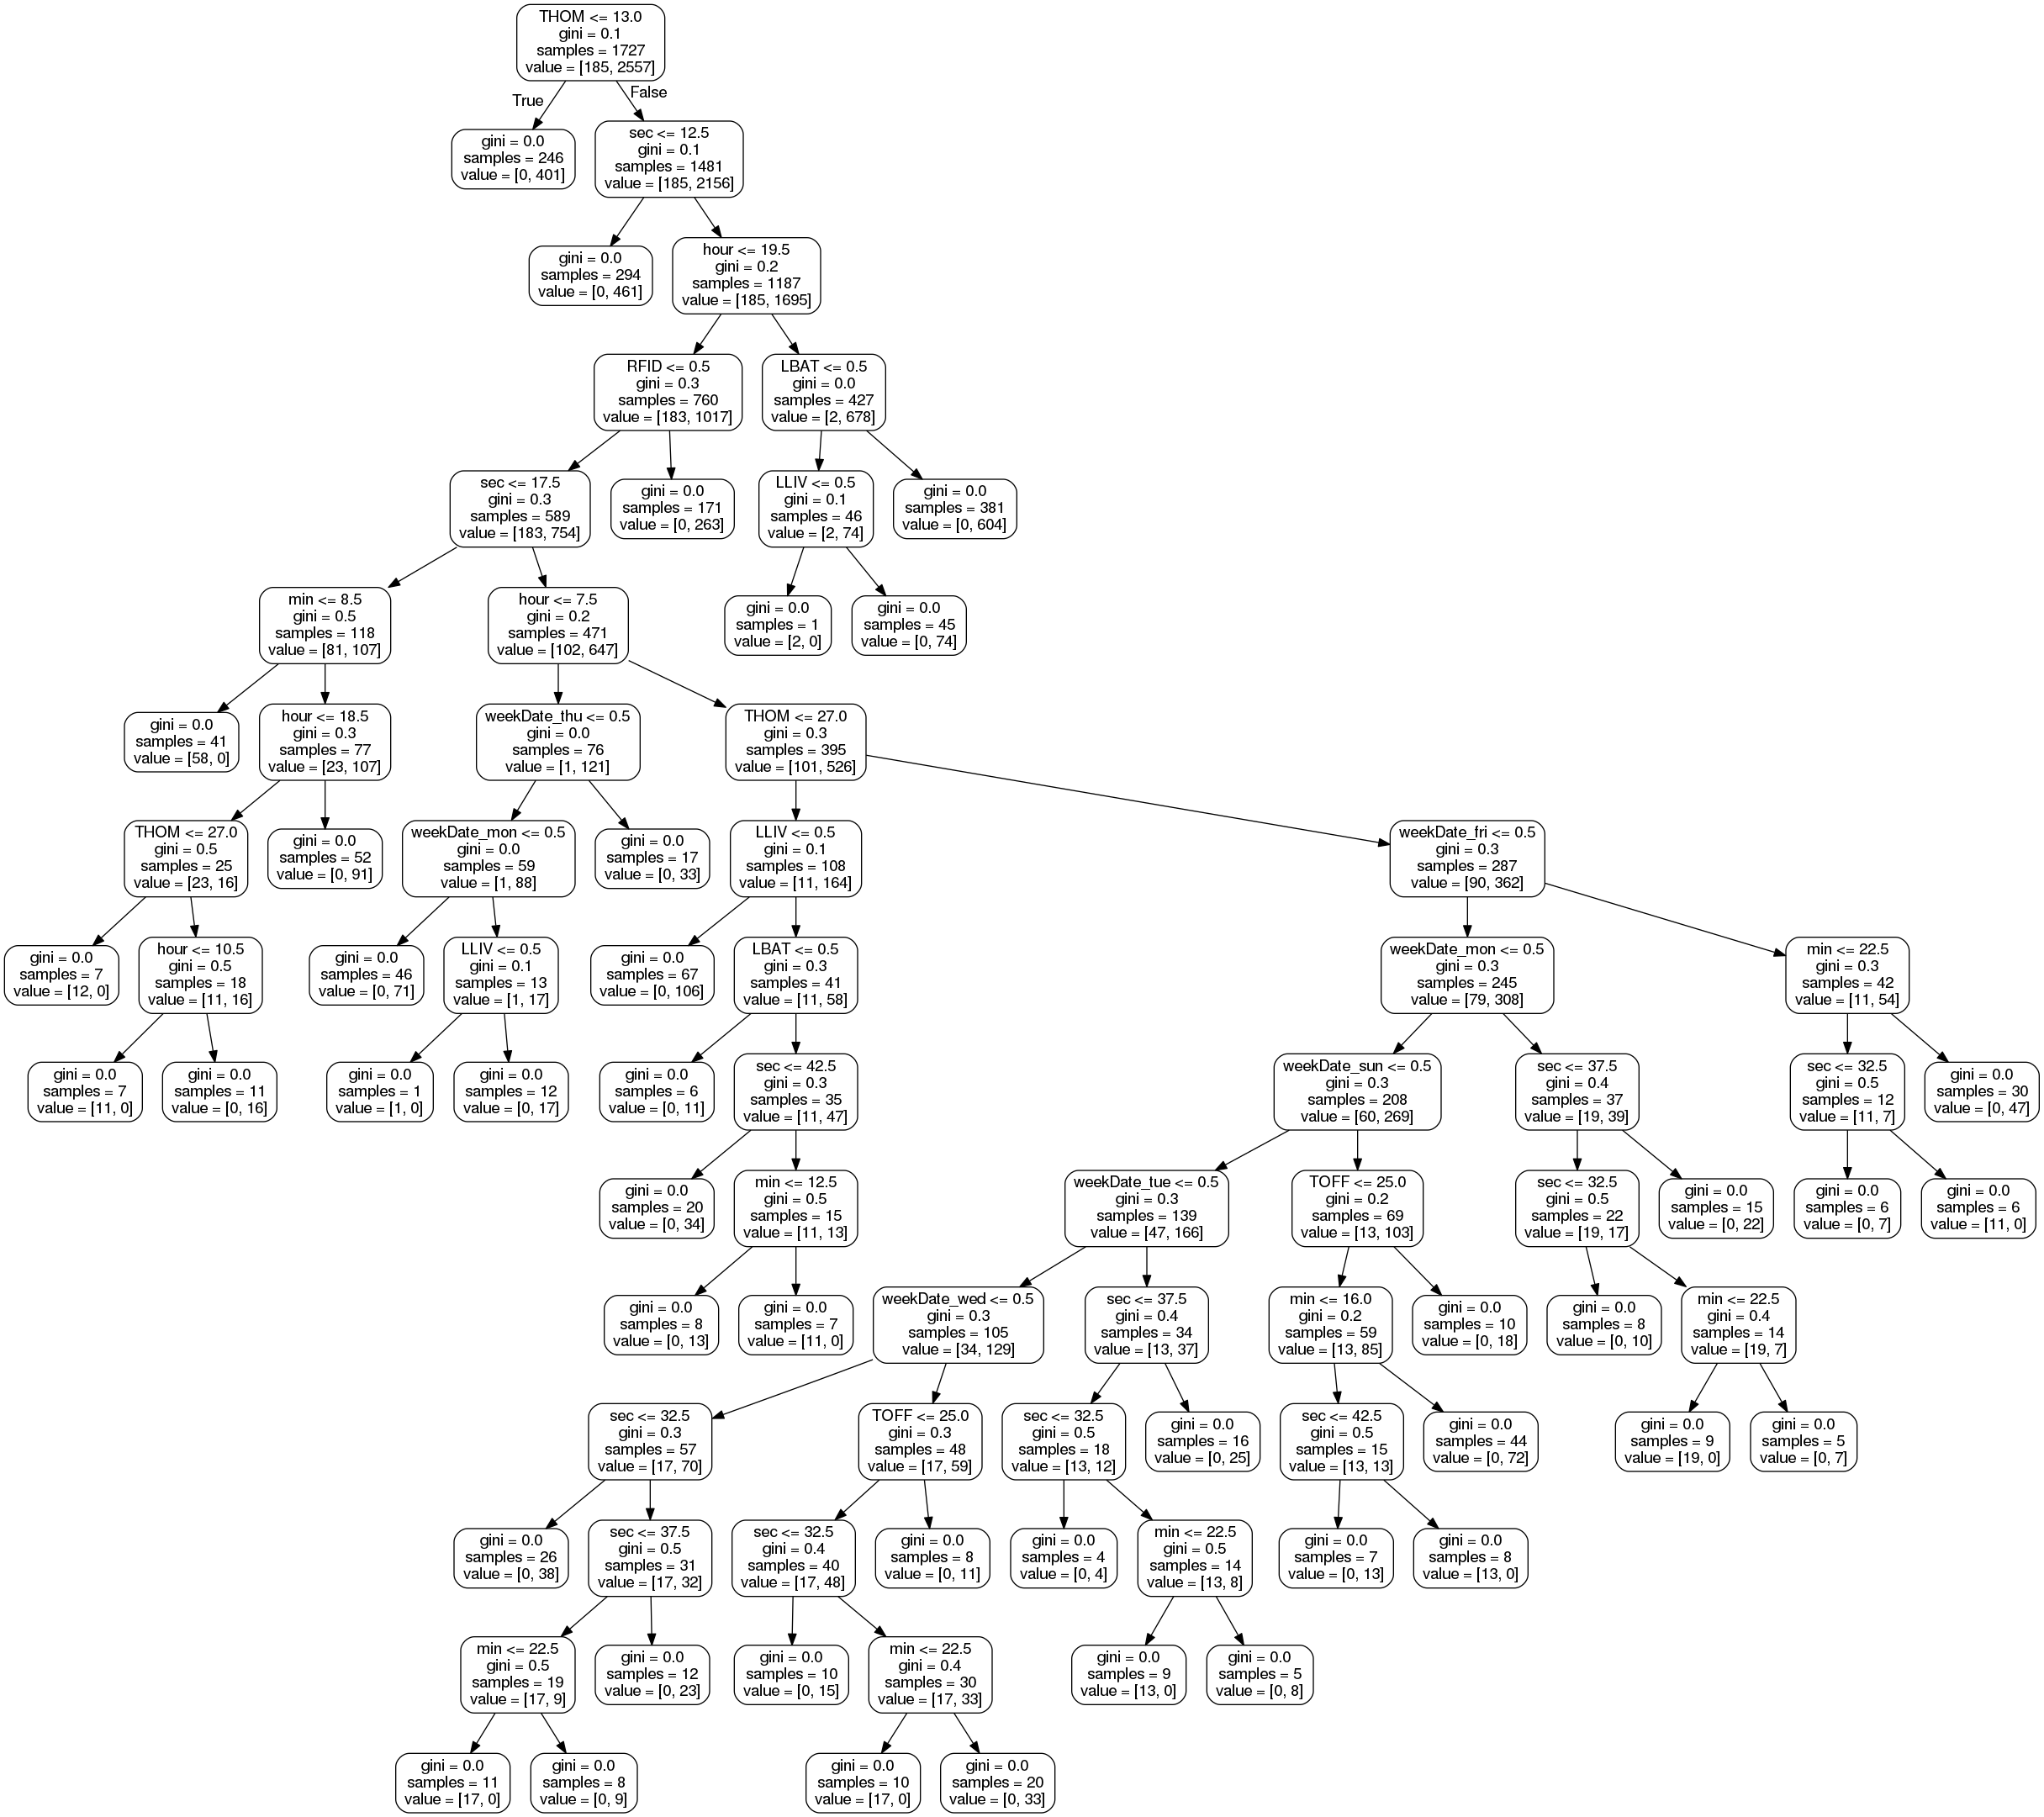 THOM <= 13.0
gini = 0.1
samples = 1727
value = [185, 2557]
True
False
gini = 0.0
samples = 246
value = [0, 401]
sec <= 12.5
gini = 0.1
samples = 1481
value = [185, 2156]
gini = 0.0
samples = 294
value = [0, 461]
hour <= 19.5
gini = 0.2
samples = 1187
value = [185, 1695]
RFID <= 0.5
gini = 0.3
samples = 760
value = [183, 1017]
LBAT <= 0.5
gini = 0.0
samples = 427
value = [2, 678]
sec <= 17.5
gini = 0.3
samples = 589
value = [183, 754]
gini = 0.0
samples = 171
value = [0, 263]
LLIV <= 0.5
gini = 0.1
samples = 46
value = [2, 74]
gini = 0.0
samples = 381
value = [0, 604]
min <= 8.5
gini = 0.5
samples = 118
value = [81, 107]
hour <= 7.5
gini = 0.2
samples = 471
value = [102, 647]
gini = 0.0
samples = 1
value = [2, 0]
gini = 0.0
samples = 45
value = [0, 74]
gini = 0.0
samples = 41
value = [58, 0]
hour <= 18.5
gini = 0.3
samples = 77
value = [23, 107]
weekDate_thu <= 0.5
gini = 0.0
samples = 76
value = [1, 121]
THOM <= 27.0
gini = 0.3
samples = 395
value = [101, 526]
THOM <= 27.0
gini = 0.5
samples = 25
value = [23, 16]
gini = 0.0
samples = 52
value = [0, 91]
weekDate_mon <= 0.5
gini = 0.0
samples = 59
value = [1, 88]
gini = 0.0
samples = 17
value = [0, 33]
LLIV <= 0.5
gini = 0.1
samples = 108
value = [11, 164]
weekDate_fri <= 0.5
gini = 0.3
samples = 287
value = [90, 362]
gini = 0.0
samples = 7
value = [12, 0]
hour <= 10.5
gini = 0.5
samples = 18
value = [11, 16]
gini = 0.0
samples = 46
value = [0, 71]
LLIV <= 0.5
gini = 0.1
samples = 13
value = [1, 17]
gini = 0.0
samples = 67
value = [0, 106]
LBAT <= 0.5
gini = 0.3
samples = 41
value = [11, 58]
weekDate_mon <= 0.5
gini = 0.3
samples = 245
value = [79, 308]
min <= 22.5
gini = 0.3
samples = 42
value = [11, 54]
gini = 0.0
samples = 7
value = [11, 0]
gini = 0.0
samples = 11
value = [0, 16]
gini = 0.0
samples = 1
value = [1, 0]
gini = 0.0
samples = 12
value = [0, 17]
gini = 0.0
samples = 6
value = [0, 11]
sec <= 42.5
gini = 0.3
samples = 35
value = [11, 47]
weekDate_sun <= 0.5
gini = 0.3
samples = 208
value = [60, 269]
sec <= 37.5
gini = 0.4
samples = 37
value = [19, 39]
sec <= 32.5
gini = 0.5
samples = 12
value = [11, 7]
gini = 0.0
samples = 30
value = [0, 47]
gini = 0.0
samples = 20
value = [0, 34]
min <= 12.5
gini = 0.5
samples = 15
value = [11, 13]
weekDate_tue <= 0.5
gini = 0.3
samples = 139
value = [47, 166]
TOFF <= 25.0
gini = 0.2
samples = 69
value = [13, 103]
sec <= 32.5
gini = 0.5
samples = 22
value = [19, 17]
gini = 0.0
samples = 15
value = [0, 22]
gini = 0.0
samples = 6
value = [0, 7]
gini = 0.0
samples = 6
value = [11, 0]
gini = 0.0
samples = 8
value = [0, 13]
gini = 0.0
samples = 7
value = [11, 0]
weekDate_wed <= 0.5
gini = 0.3
samples = 105
value = [34, 129]
sec <= 37.5
gini = 0.4
samples = 34
value = [13, 37]
min <= 16.0
gini = 0.2
samples = 59
value = [13, 85]
gini = 0.0
samples = 10
value = [0, 18]
gini = 0.0
samples = 8
value = [0, 10]
min <= 22.5
gini = 0.4
samples = 14
value = [19, 7]
sec <= 32.5
gini = 0.3
samples = 57
value = [17, 70]
TOFF <= 25.0
gini = 0.3
samples = 48
value = [17, 59]
sec <= 32.5
gini = 0.5
samples = 18
value = [13, 12]
gini = 0.0
samples = 16
value = [0, 25]
sec <= 42.5
gini = 0.5
samples = 15
value = [13, 13]
gini = 0.0
samples = 44
value = [0, 72]
gini = 0.0
samples = 9
value = [19, 0]
gini = 0.0
samples = 5
value = [0, 7]
gini = 0.0
samples = 26
value = [0, 38]
sec <= 37.5
gini = 0.5
samples = 31
value = [17, 32]
sec <= 32.5
gini = 0.4
samples = 40
value = [17, 48]
gini = 0.0
samples = 8
value = [0, 11]
gini = 0.0
samples = 4
value = [0, 4]
min <= 22.5
gini = 0.5
samples = 14
value = [13, 8]
gini = 0.0
samples = 7
value = [0, 13]
gini = 0.0
samples = 8
value = [13, 0]
min <= 22.5
gini = 0.5
samples = 19
value = [17, 9]
gini = 0.0
samples = 12
value = [0, 23]
gini = 0.0
samples = 10
value = [0, 15]
min <= 22.5
gini = 0.4
samples = 30
value = [17, 33]
gini = 0.0
samples = 9
value = [13, 0]
gini = 0.0
samples = 5
value = [0, 8]
gini = 0.0
samples = 11
value = [17, 0]
gini = 0.0
samples = 8
value = [0, 9]
gini = 0.0
samples = 10
value = [17, 0]
gini = 0.0
samples = 20
value = [0, 33]